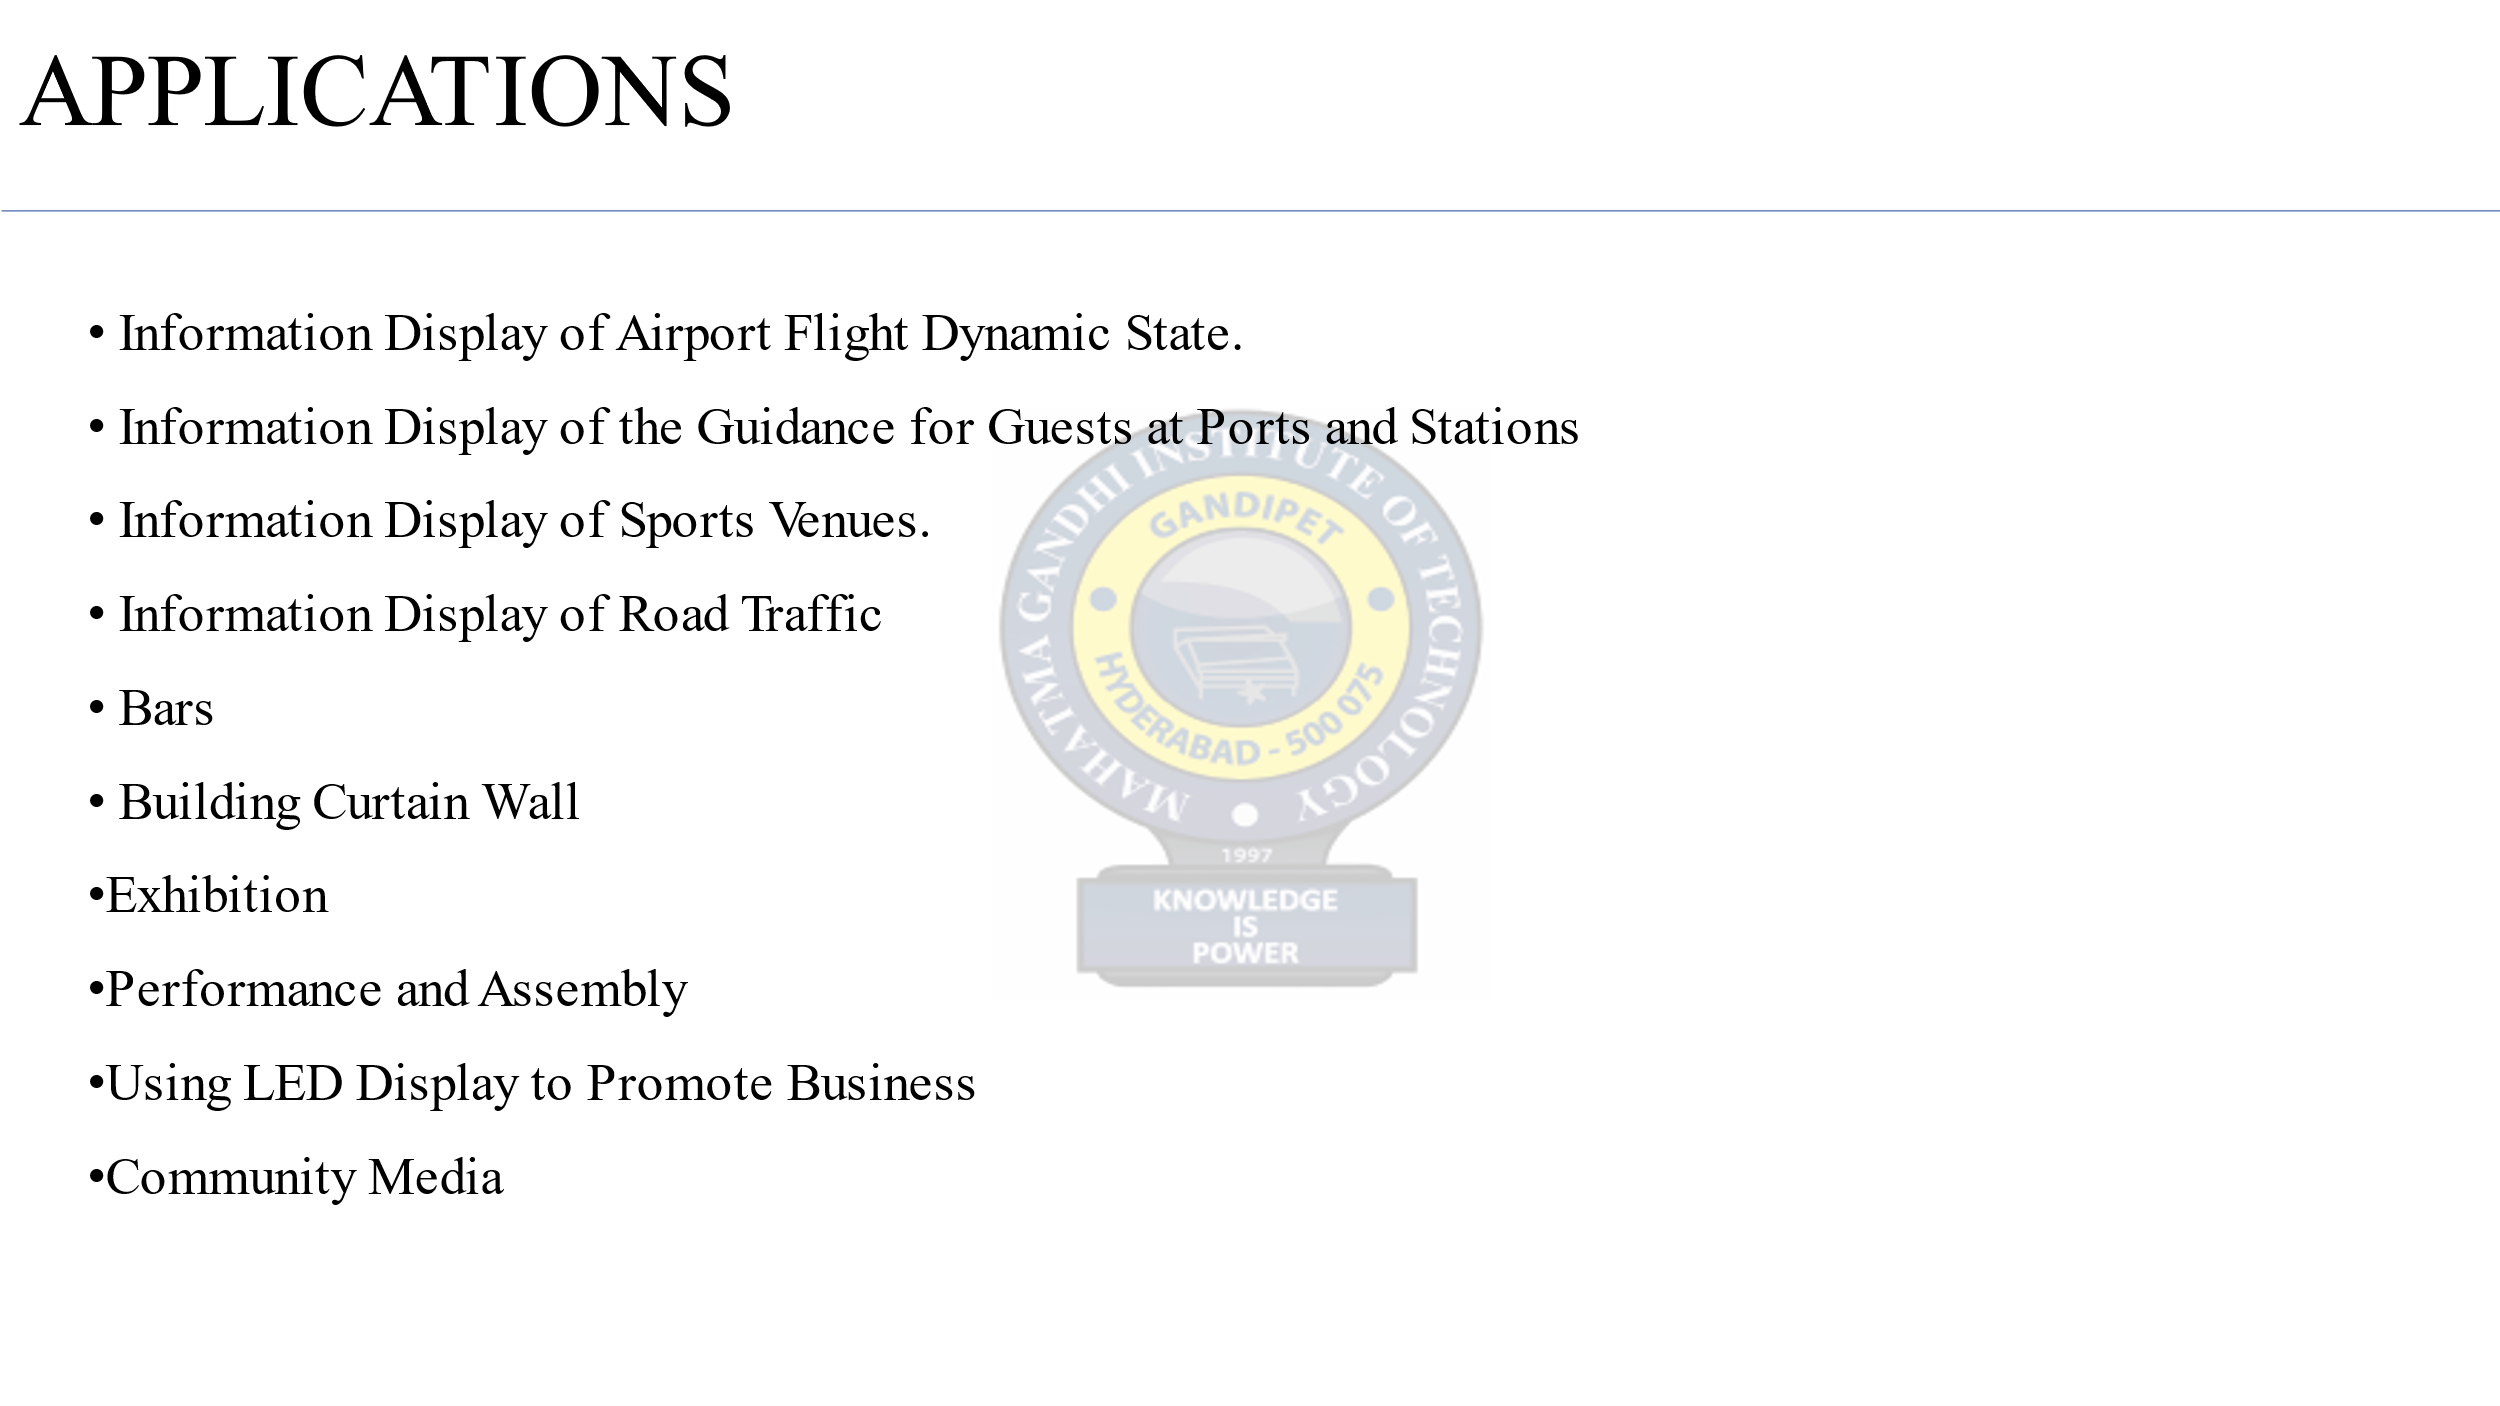 APPLICATIONS
• Information Display of Airport Flight Dynamic State.
• Information Display of the Guidance for Guests at Ports and Stations
• Information Display of Sports Venues.
• Information Display of Road Traffic
• Bars
• Building Curtain Wall
•Exhibition
•Performance and Assembly
•Using LED Display to Promote Business
•Community Media
MAHATMA GANDHI INSTITUTE OF TECHNOLOGY
GANDIPET
HYDERABAD - 500 075
1997
KNOWLEDGE
IS
POWER